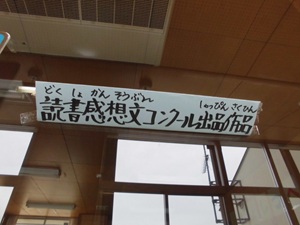 どくしょかんそうぶん しゅっぴんさくひん
読書感想文コンクール出品作品